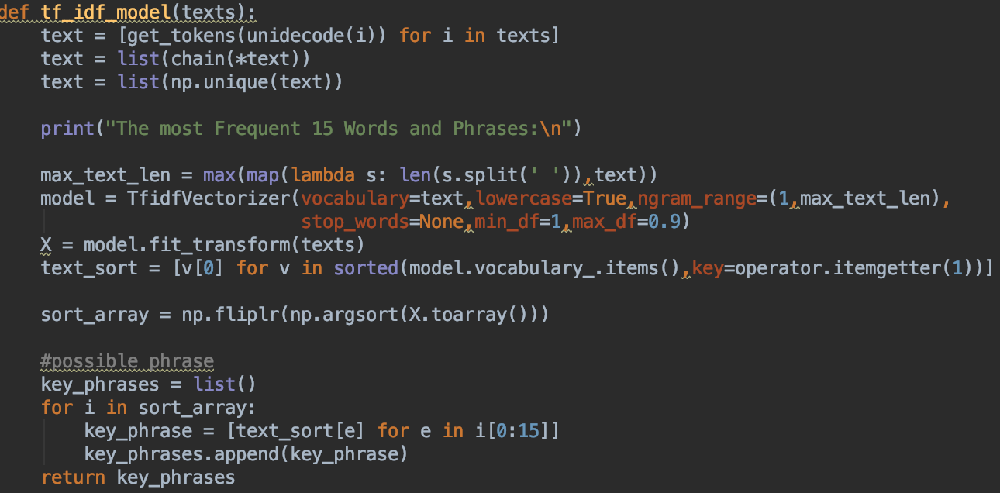 def tf_idf_model(texts):
    text = [get_tokens(unidecode(i)) for i in texts]
    text = list(chain(*text))
    text = list(np.unique(text))

    print("The most Frequent 15 Words and Phrases:\n")

    max_text_len = max(map(lambda s: len(s.split(' ')),text))
    model = TfidfVectorizer(vocabulary=text,lowercase=True,ngram_range=(1,max_text_len),
                            stop_words=None,min_df=1,max_df=0.9)
    X = model.fit_transform(texts)
    text_sort = [v[0] for v in sorted(model.vocabulary_.items(),key=operator.itemgetter(1))]

    sort_array = np.fliplr(np.argsort(X.toarray()))

    #possible phrase
    key_phrases = list()
    for i in sort_array:
        key_phrase = [text_sort[e] for e in i[0:15]]
        key_phrases.append(key_phrase)
    return key_phrases